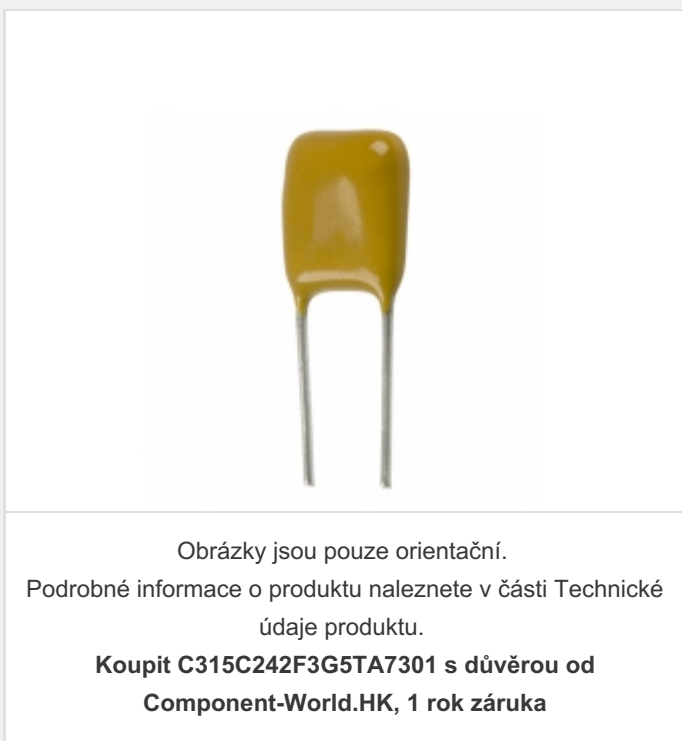 Obrázky jsou pouze orientační.
Podrobné informace o produktu naleznete v části Technické
údaje produktu.
Koupit C315C242F3G5TA7301 s důvěrou od
Component-World.HK, 1 rok záruka